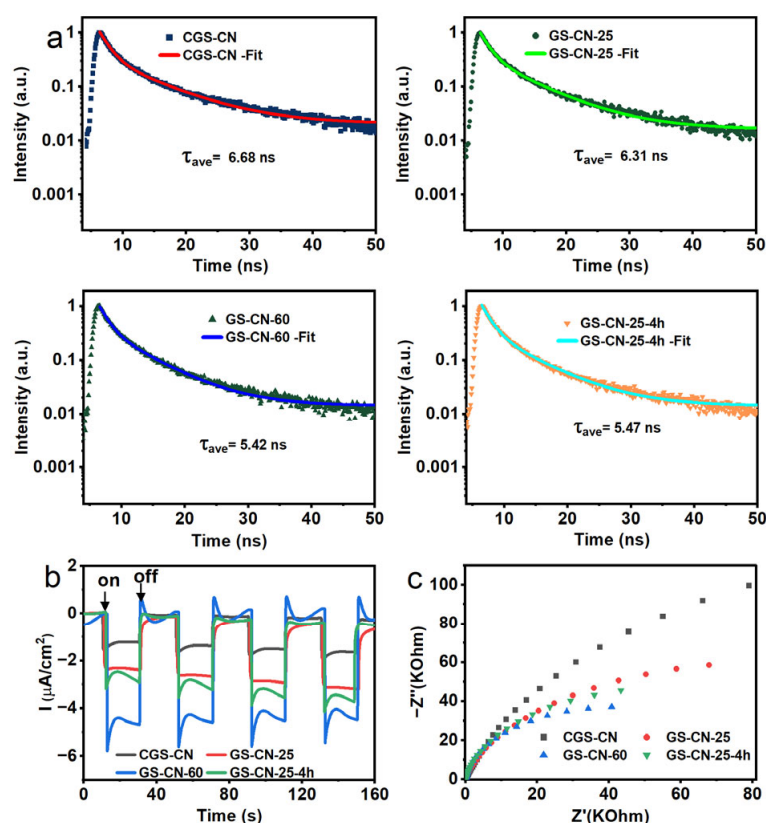 a
Intensity (a.u.)
1
0.1
0.01
0.001
CGS-CN
CGS-CN -Fit
τave= 6.68 ns
10 20 30 40 50
Time (ns)
Intensity (a.u.)
1
0.1
0.01
0.001
GS-CN-25
GS-CN-25 -Fit
τave= 6.31 ns
10 20 30 40 50
Time (ns)
Intensity (a.u.)
1
0.1
0.01
0.001
GS-CN-60
GS-CN-60 -Fit
τave= 5.42 ns
10 20 30 40 50
Time (ns)
Intensity (a.u.)
1
0.1
0.01
0.001
GS-CN-25-4h
GS-CN-25-4h -Fit
τave= 5.47 ns
10 20 30 40 50
Time (ns)
b
on off
I (μA/cm²)
2
0
−2
−4
−6
CGS-CN GS-CN-25
GS-CN-60 GS-CN-25-4h
0 40 80 120 160
Time (s)
c
−Z''(KOhm)
100
80
60
40
20
0
CGS-CN GS-CN-25
GS-CN-60 GS-CN-25-4h
0 20 40 60 80
Z'(KOhm)